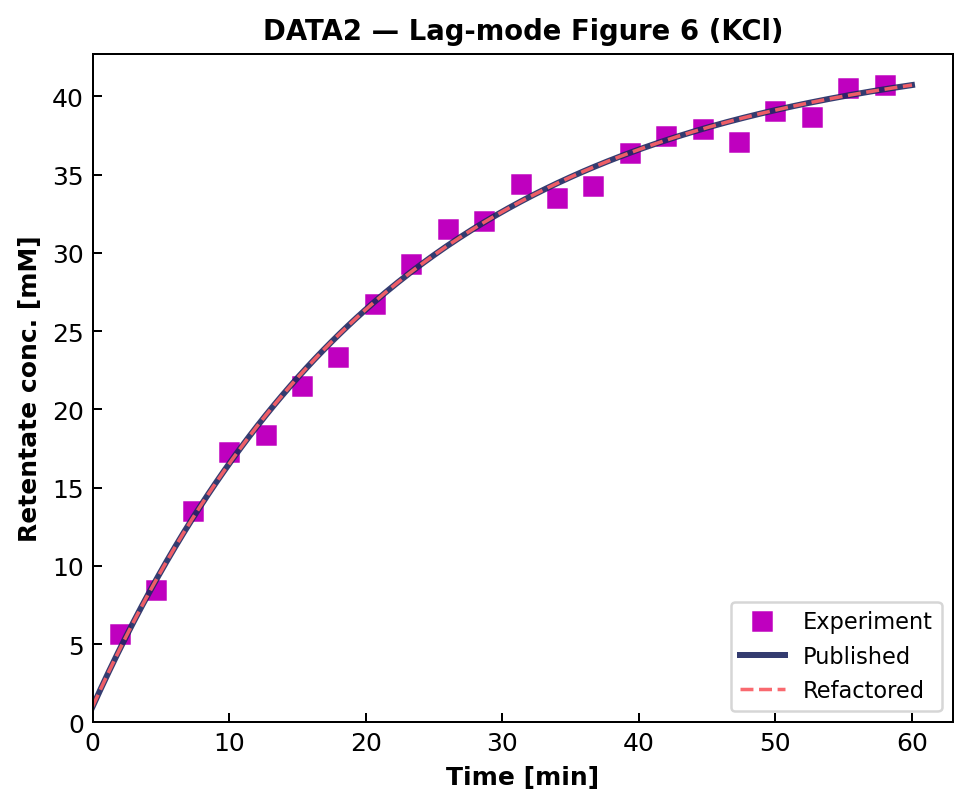 DATA2 — Lag-mode Figure 6 (KCl)
40
35
30
25
20
15
10
5
0
Retentate conc. [mM]
0 10 20 30 40 50 60
Time [min]
Experiment
Published
Refactored